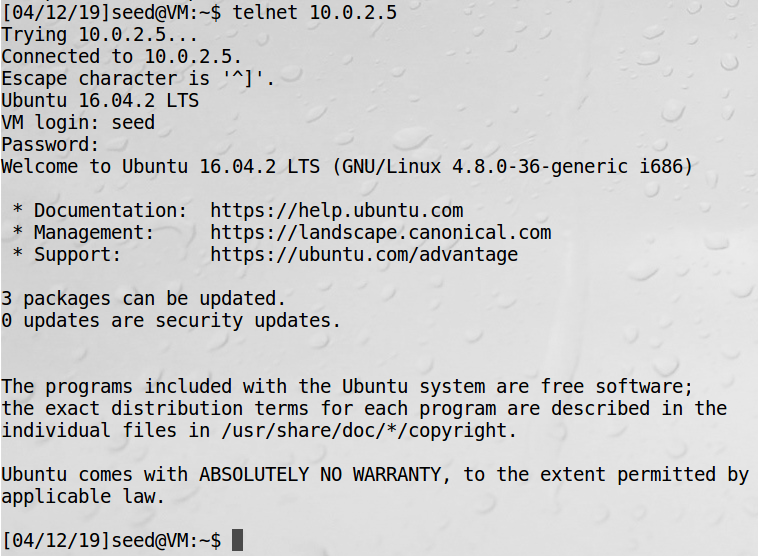 [04/12/19]seed@VM:~$ telnet 10.0.2.5
Trying 10.0.2.5...
Connected to 10.0.2.5.
Escape character is '^]'.
Ubuntu 16.04.2 LTS
VM login: seed
Password:
Welcome to Ubuntu 16.04.2 LTS (GNU/Linux 4.8.0-36-generic i686)
 * Documentation:  https://help.ubuntu.com
 * Management:     https://landscape.canonical.com
 * Support:        https://ubuntu.com/advantage
3 packages can be updated.
0 updates are security updates.
The programs included with the Ubuntu system are free software;
the exact distribution terms for each program are described in the
individual files in /usr/share/doc/*/copyright.
Ubuntu comes with ABSOLUTELY NO WARRANTY, to the extent permitted by
applicable law.
[04/12/19]seed@VM:~$